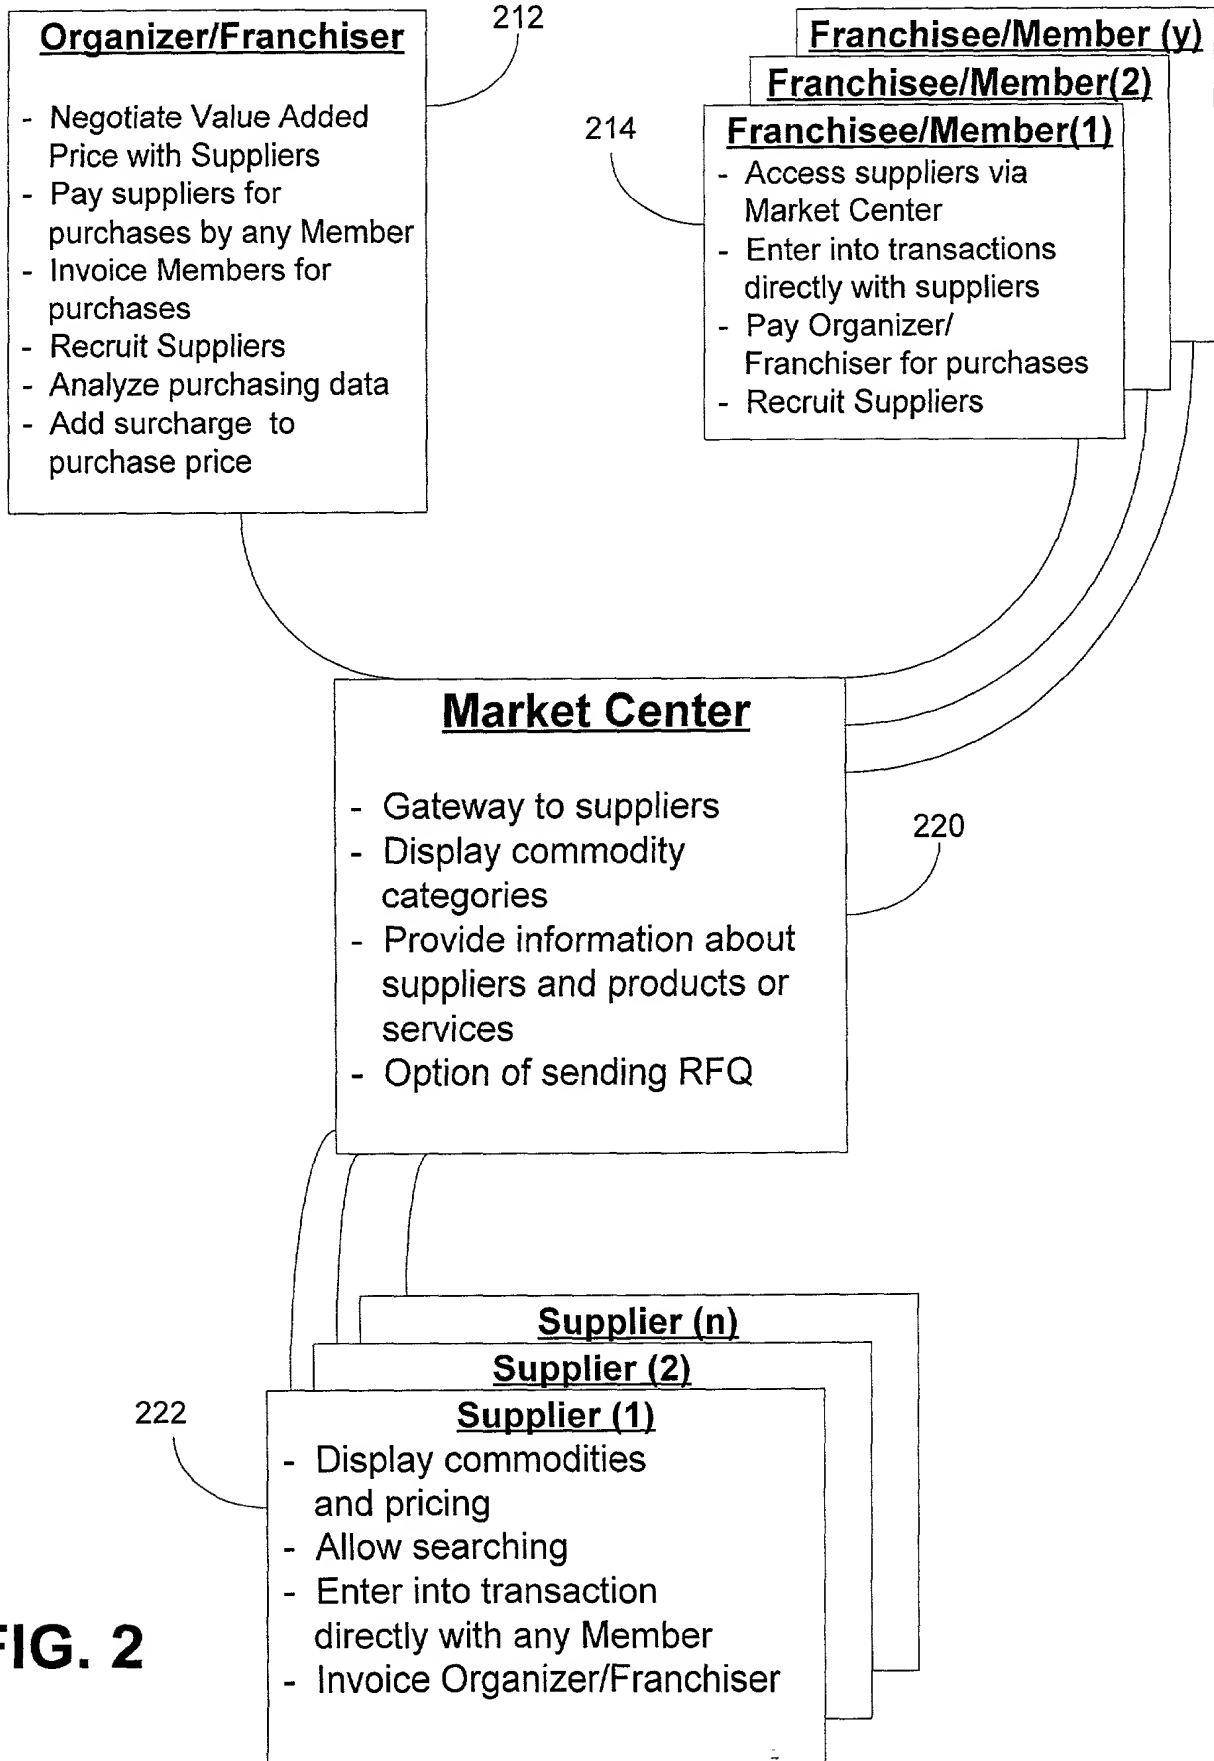 212
Organizer/Franchiser
- Negotiate Value Added
Price with Suppliers
- Pay suppliers for
purchases by any Member
- Invoice Members for
purchases
- Recruit Suppliers
- Analyze purchasing data
- Add surcharge to
purchase price
Franchisee/Member (y)
Franchisee/Member(2)
214
Franchisee/Member(1)
- Access suppliers via
Market Center
- Enter into transactions
directly with suppliers
- Pay Organizer/
Franchiser for purchases
- Recruit Suppliers
Market Center
- Gateway to suppliers
- Display commodity
categories
- Provide information about
suppliers and products or
services
- Option of sending RFQ
220
Supplier (n)
Supplier (2)
222
Supplier (1)
- Display commodities
and pricing
- Allow searching
- Enter into transaction
directly with any Member
- Invoice Organizer/Franchiser
FIG. 2